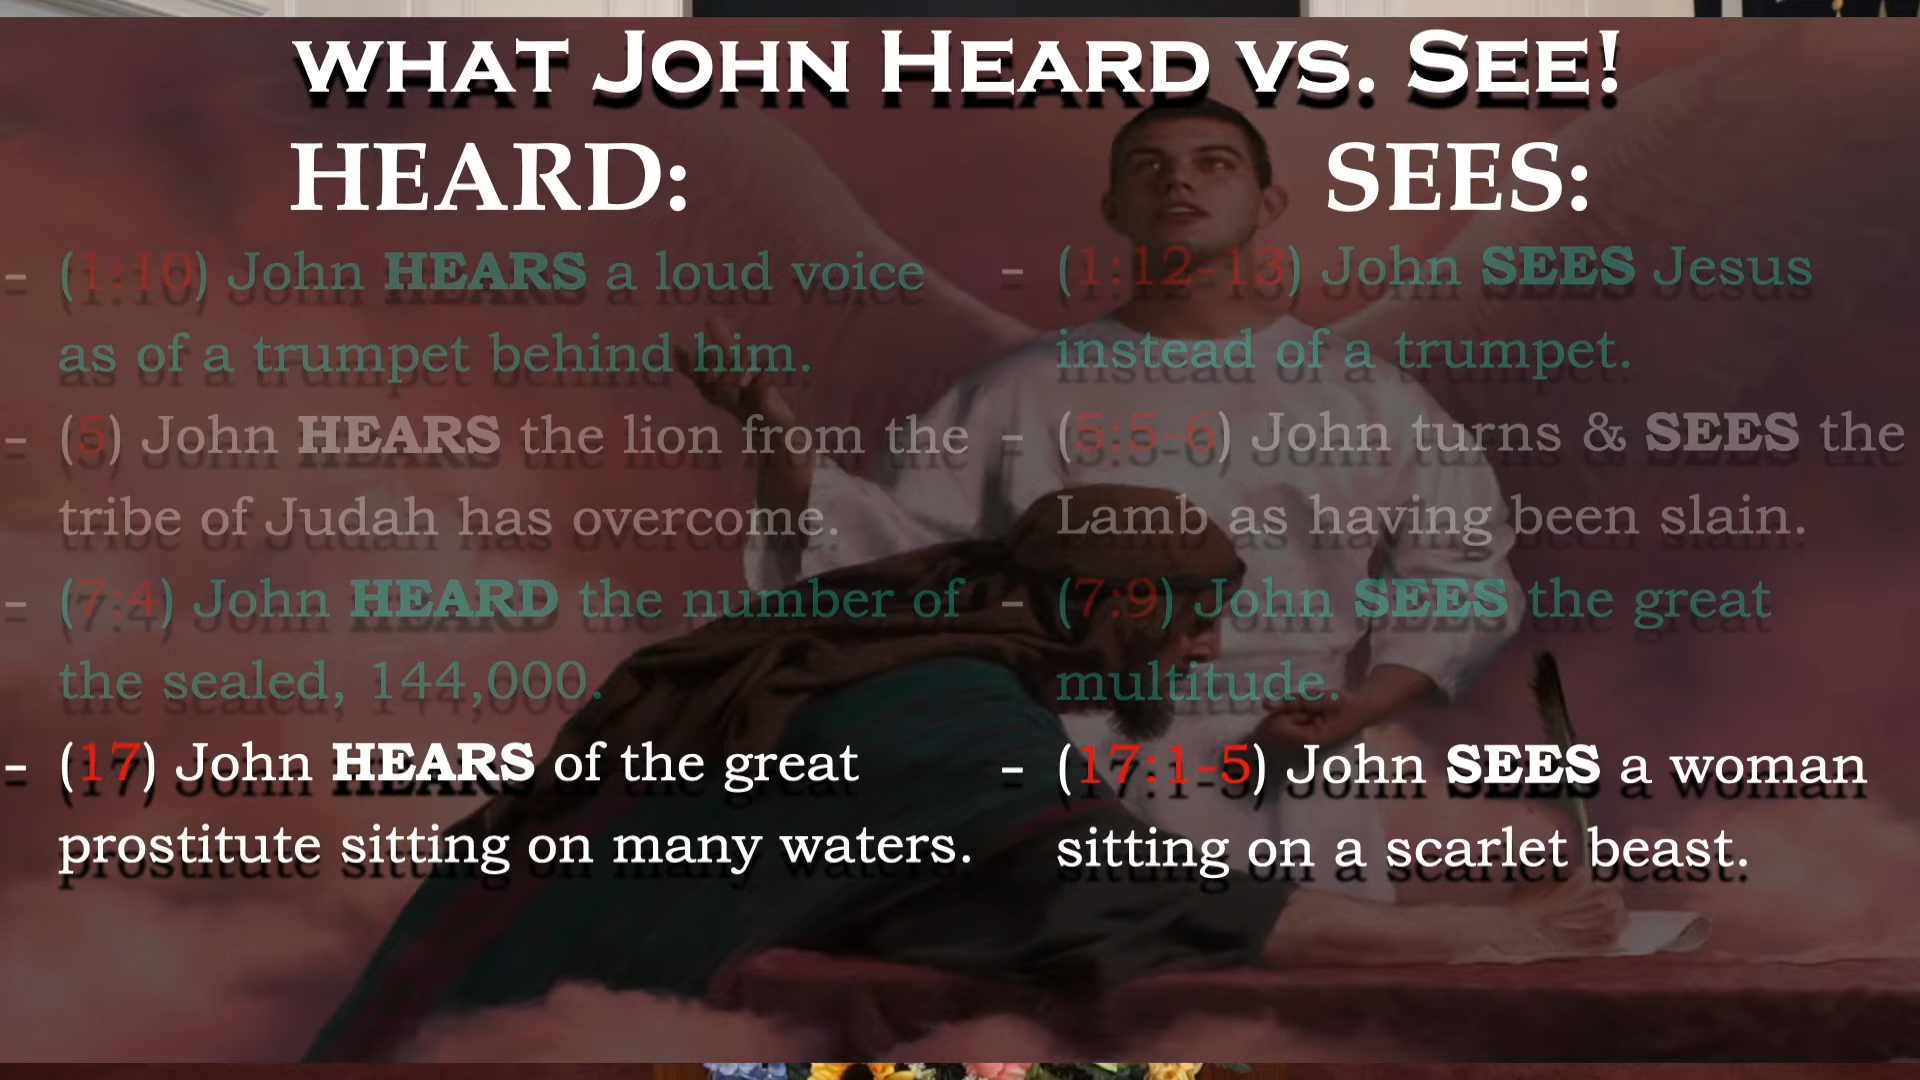 WHAT JOHN HEARD VS. SEE!
HEARD:
- (1:10) John HEARS a loud voice
as of a trumpet behind him.
- (5) John HEARS the lion from the
tribe of Judah has overcome.
- (7:4) John HEARD the number of
the sealed, 144,000.
- (17) John HEARS of the great
prostitute sitting on many waters.
SEES:
- (1:12-13) John SEES Jesus
instead of a trumpet.
- (5:5-6) John turns & SEES the
Lamb as having been slain.
- (7:9) John SEES the great
multitude.
- (17:1-5) John SEES a woman
sitting on a scarlet beast.